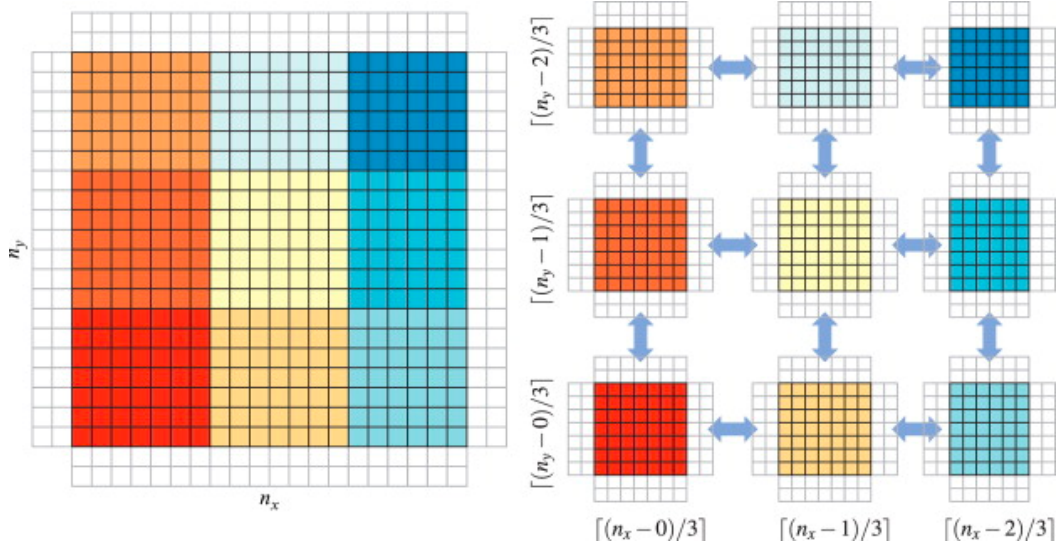 n_y
n_x
⌈(n_y − 2)/3⌉
⌈(n_y − 1)/3⌉
⌈(n_y − 0)/3⌉
⌈(n_x − 0)/3⌉
⌈(n_x − 1)/3⌉
⌈(n_x − 2)/3⌉